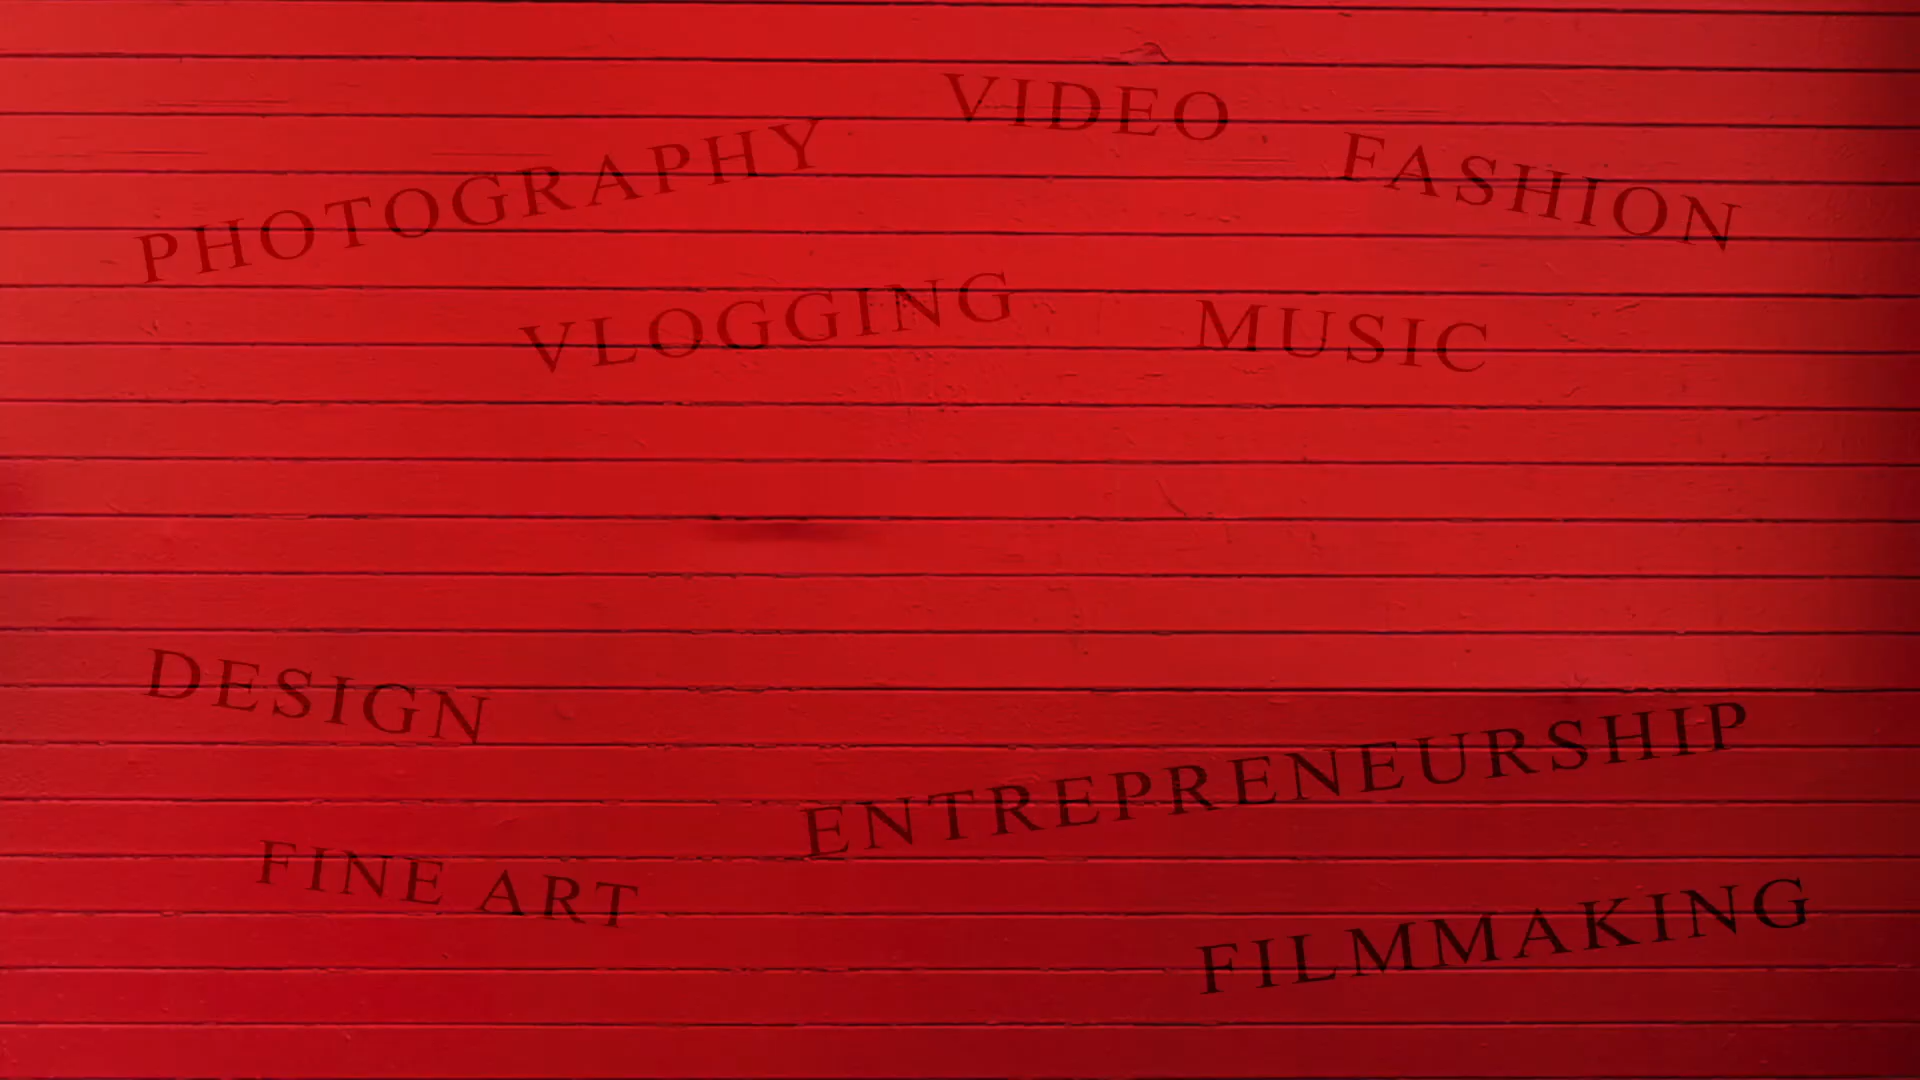 VIDEO
PHOTOGRAPHY
FASHION
VLOGGING
MUSIC
DESIGN
ENTREPRENEURSHIP
FINE ART
FILMMAKING